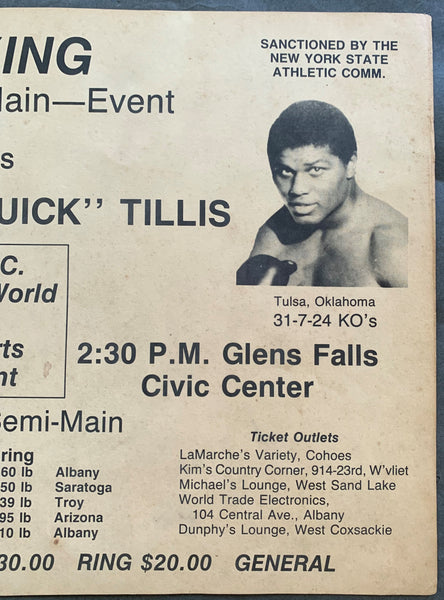 KING
SANCTIONED BY THE
NEW YORK STATE
ATHLETIC COMM.
ain—Event
s
UICK" TILLIS
C.
World
rts
nt
Tulsa, Oklahoma
31-7-24 KO's
2:30 P.M. Glens Falls
Civic Center
Semi-Main
ring
60 lb Albany
50 lb Saratoga
39 lb Troy
95 lb Arizona
10 lb Albany
Ticket Outlets
LaMarche's Variety, Cohoes
Kim's Country Corner, 914-23rd, W'vliet
Michael's Lounge, West Sand Lake
World Trade Electronics,
104 Central Ave., Albany
Dunphy's Lounge, West Coxsackie
30.00 RING $20.00 GENERAL